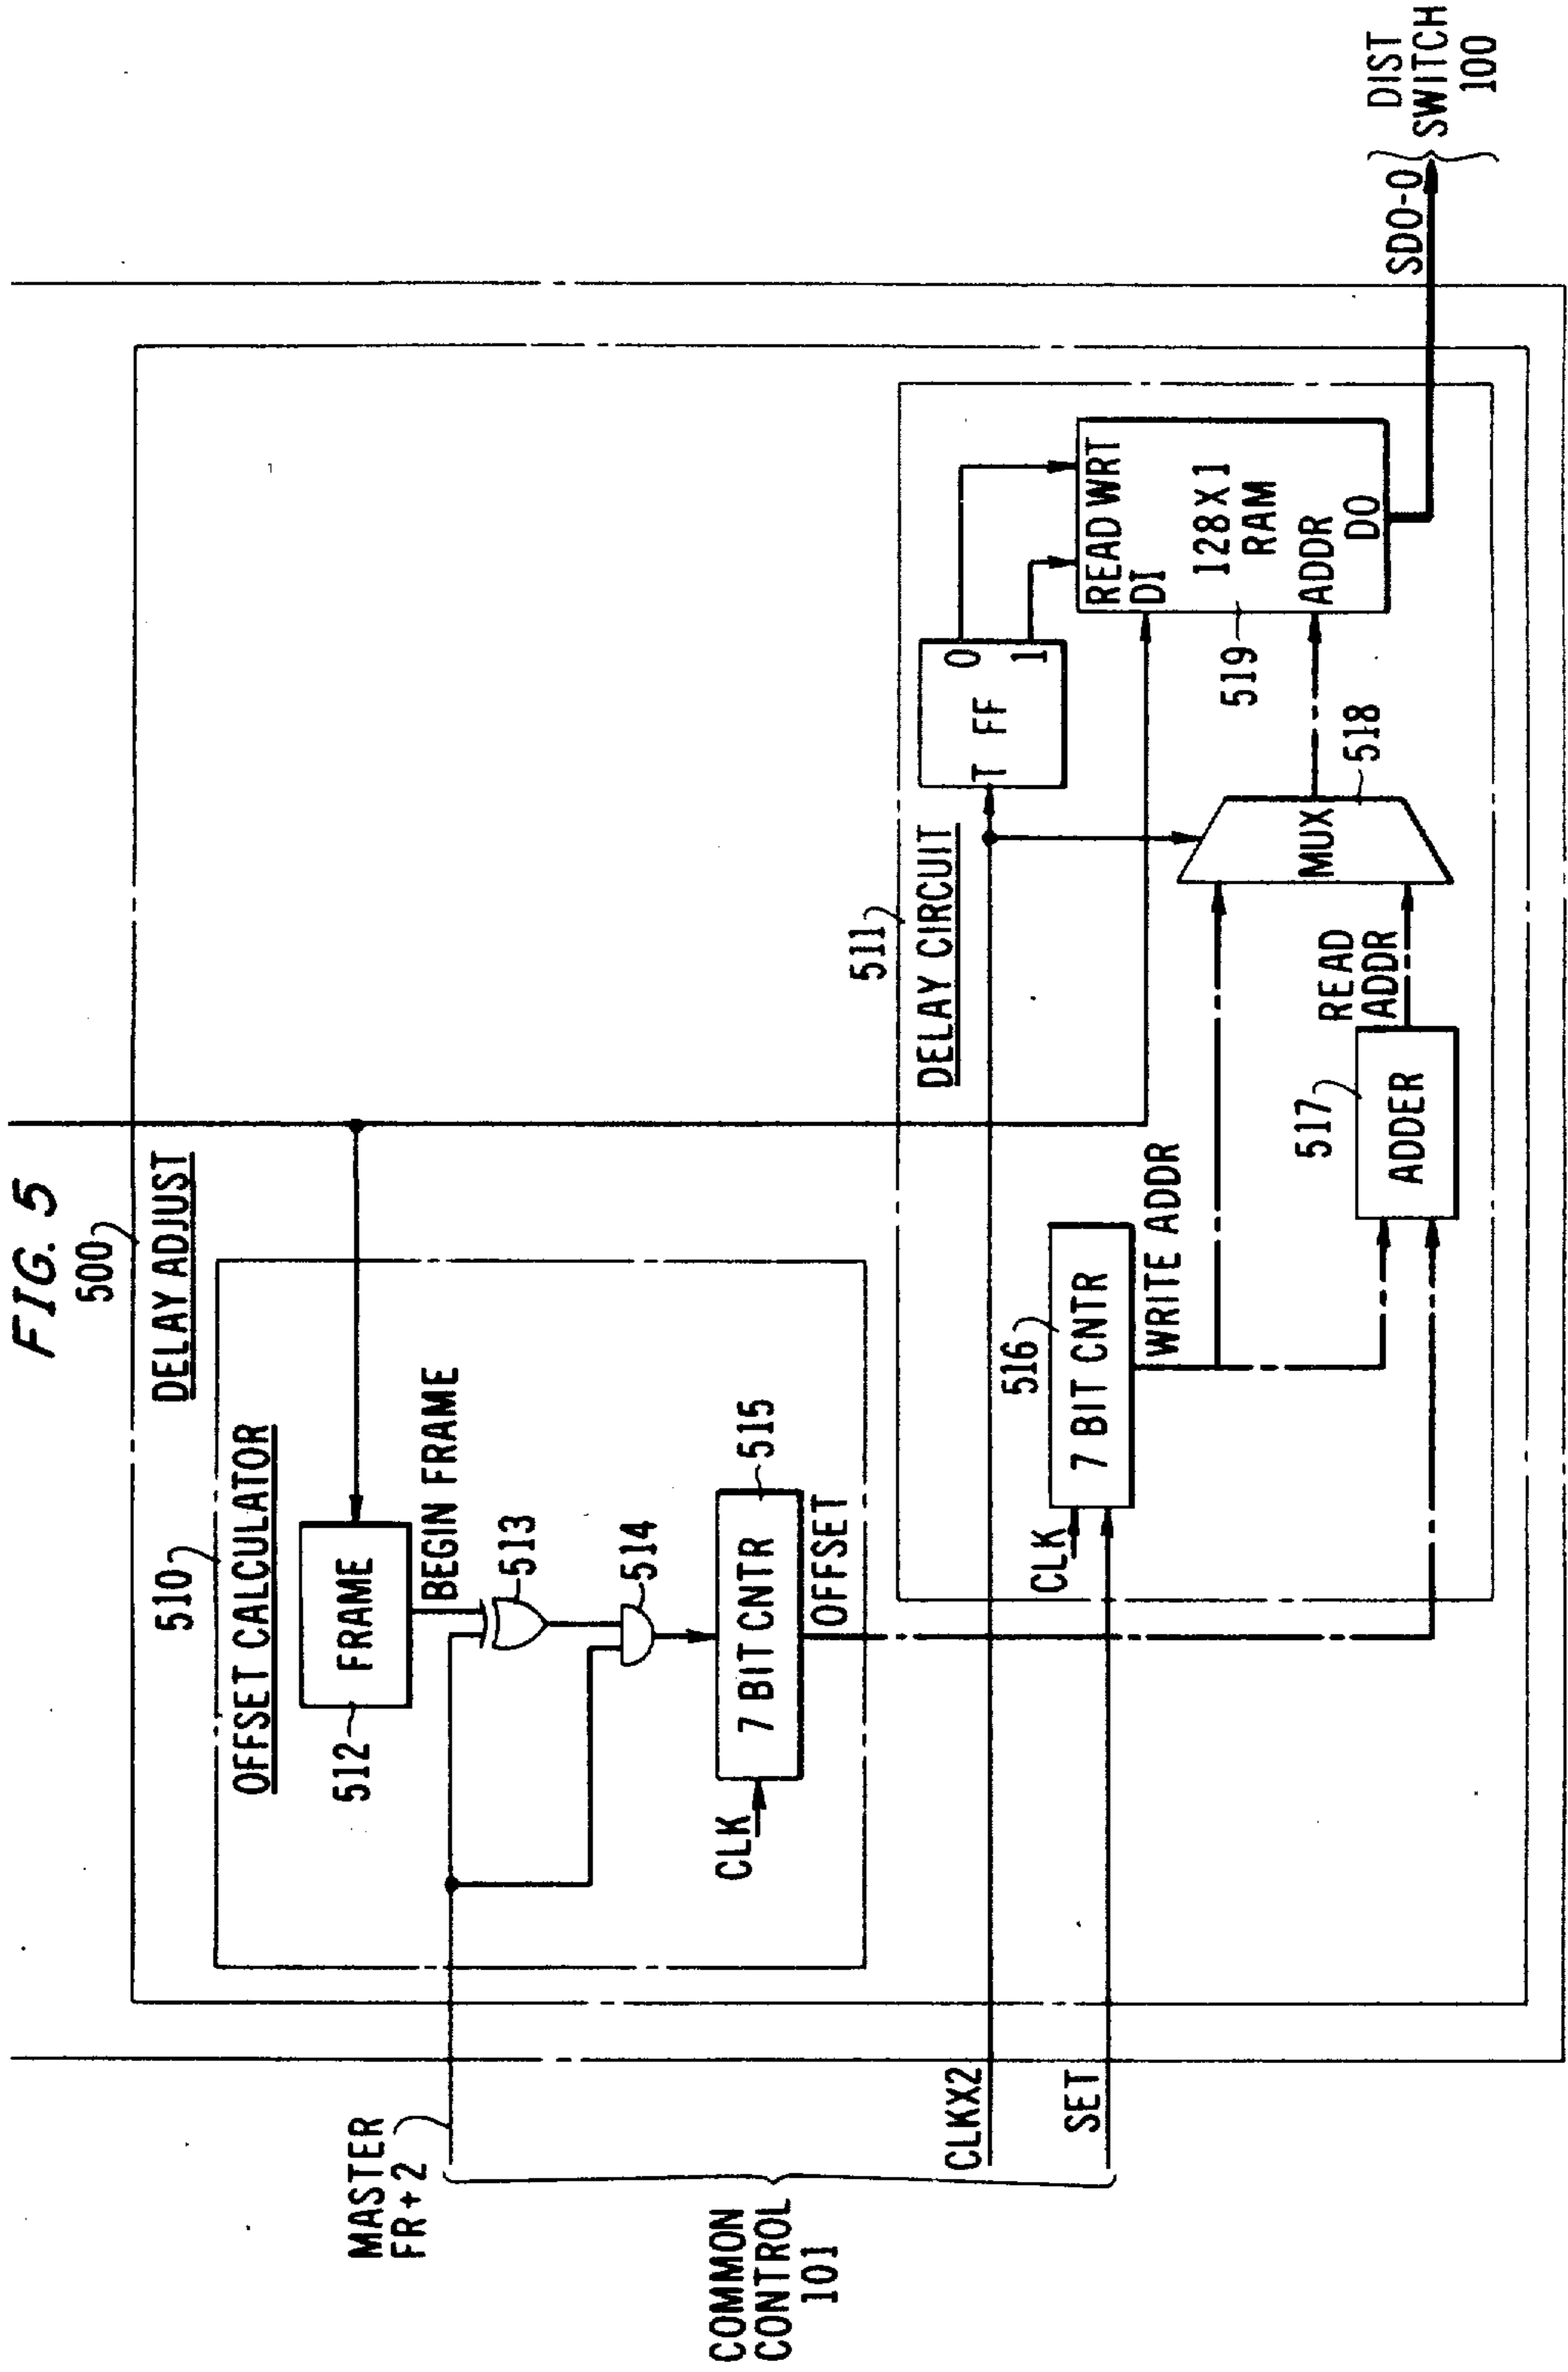 FIG. 5
500
DELAY ADJUST
510
OFFSET CALCULATOR
512
FRAME
BEGIN FRAME
513
514
CLK
7 BIT CNTR
515
OFFSET
MASTER
FR+2
COMMON
CONTROL
101
CLKX2
SET
511
DELAY CIRCUIT
516
CLK
7 BIT CNTR
WRITE ADDR
517
ADDER
READ
ADDR
MUX
518
T FF
0
1
READ WRT
DI
128X1
RAM
519
ADDR
DO
SDO-0
DIST
SWITCH
100